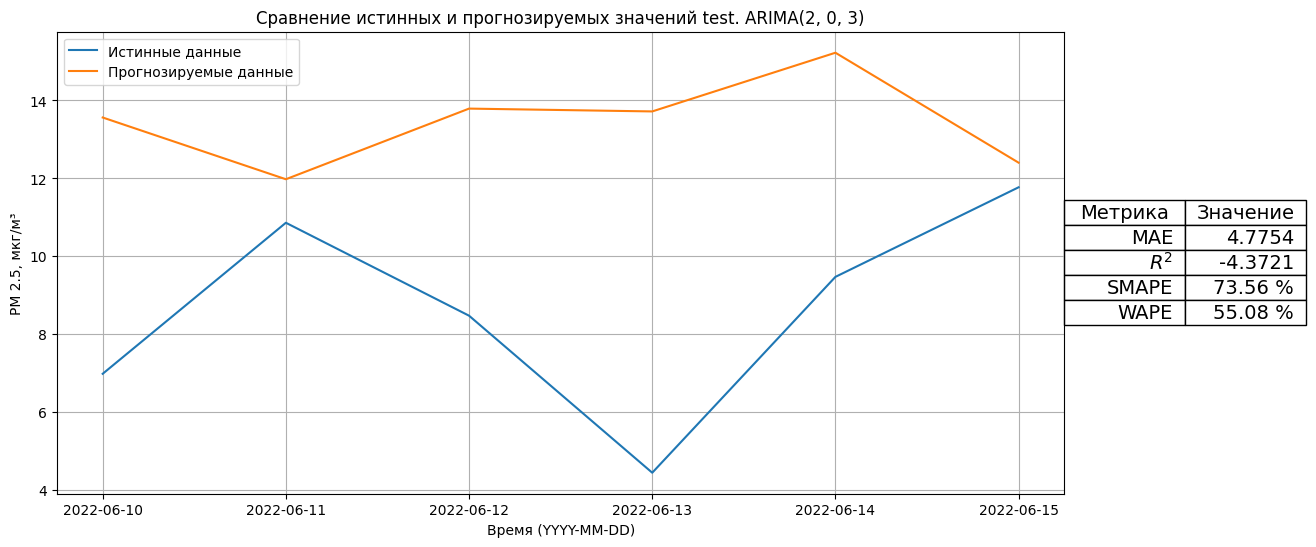 Сравнение истинных и прогнозируемых значений test. ARIMA(2, 0, 3)
Истинные данные
Прогнозируемые данные
14
12
10
8
6
4
PM 2.5, мкг/м³
2022-06-10 2022-06-11 2022-06-12 2022-06-13 2022-06-14 2022-06-15
Время (YYYY-MM-DD)
Метрика Значение
MAE 4.7754
R² -4.3721
SMAPE 73.56 %
WAPE 55.08 %